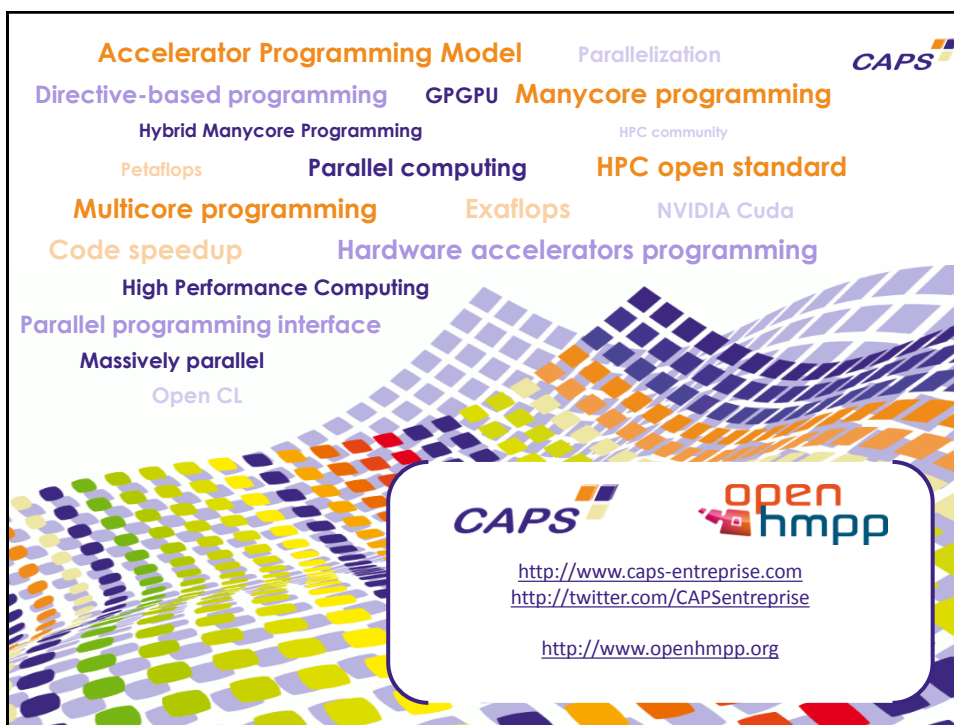 Accelerator Programming Model Parallelization
CAPS
Directive-based programming GPGPU Manycore programming
Hybrid Manycore Programming HPC community
Petaflops Parallel computing HPC open standard
Multicore programming Exaflops NVIDIA Cuda
Code speedup Hardware accelerators programming
High Performance Computing
Parallel programming interface
Massively parallel
Open CL
CAPS
open
hmpp
http://www.caps-entreprise.com
http://twitter.com/CAPSentreprise
http://www.openhmpp.org